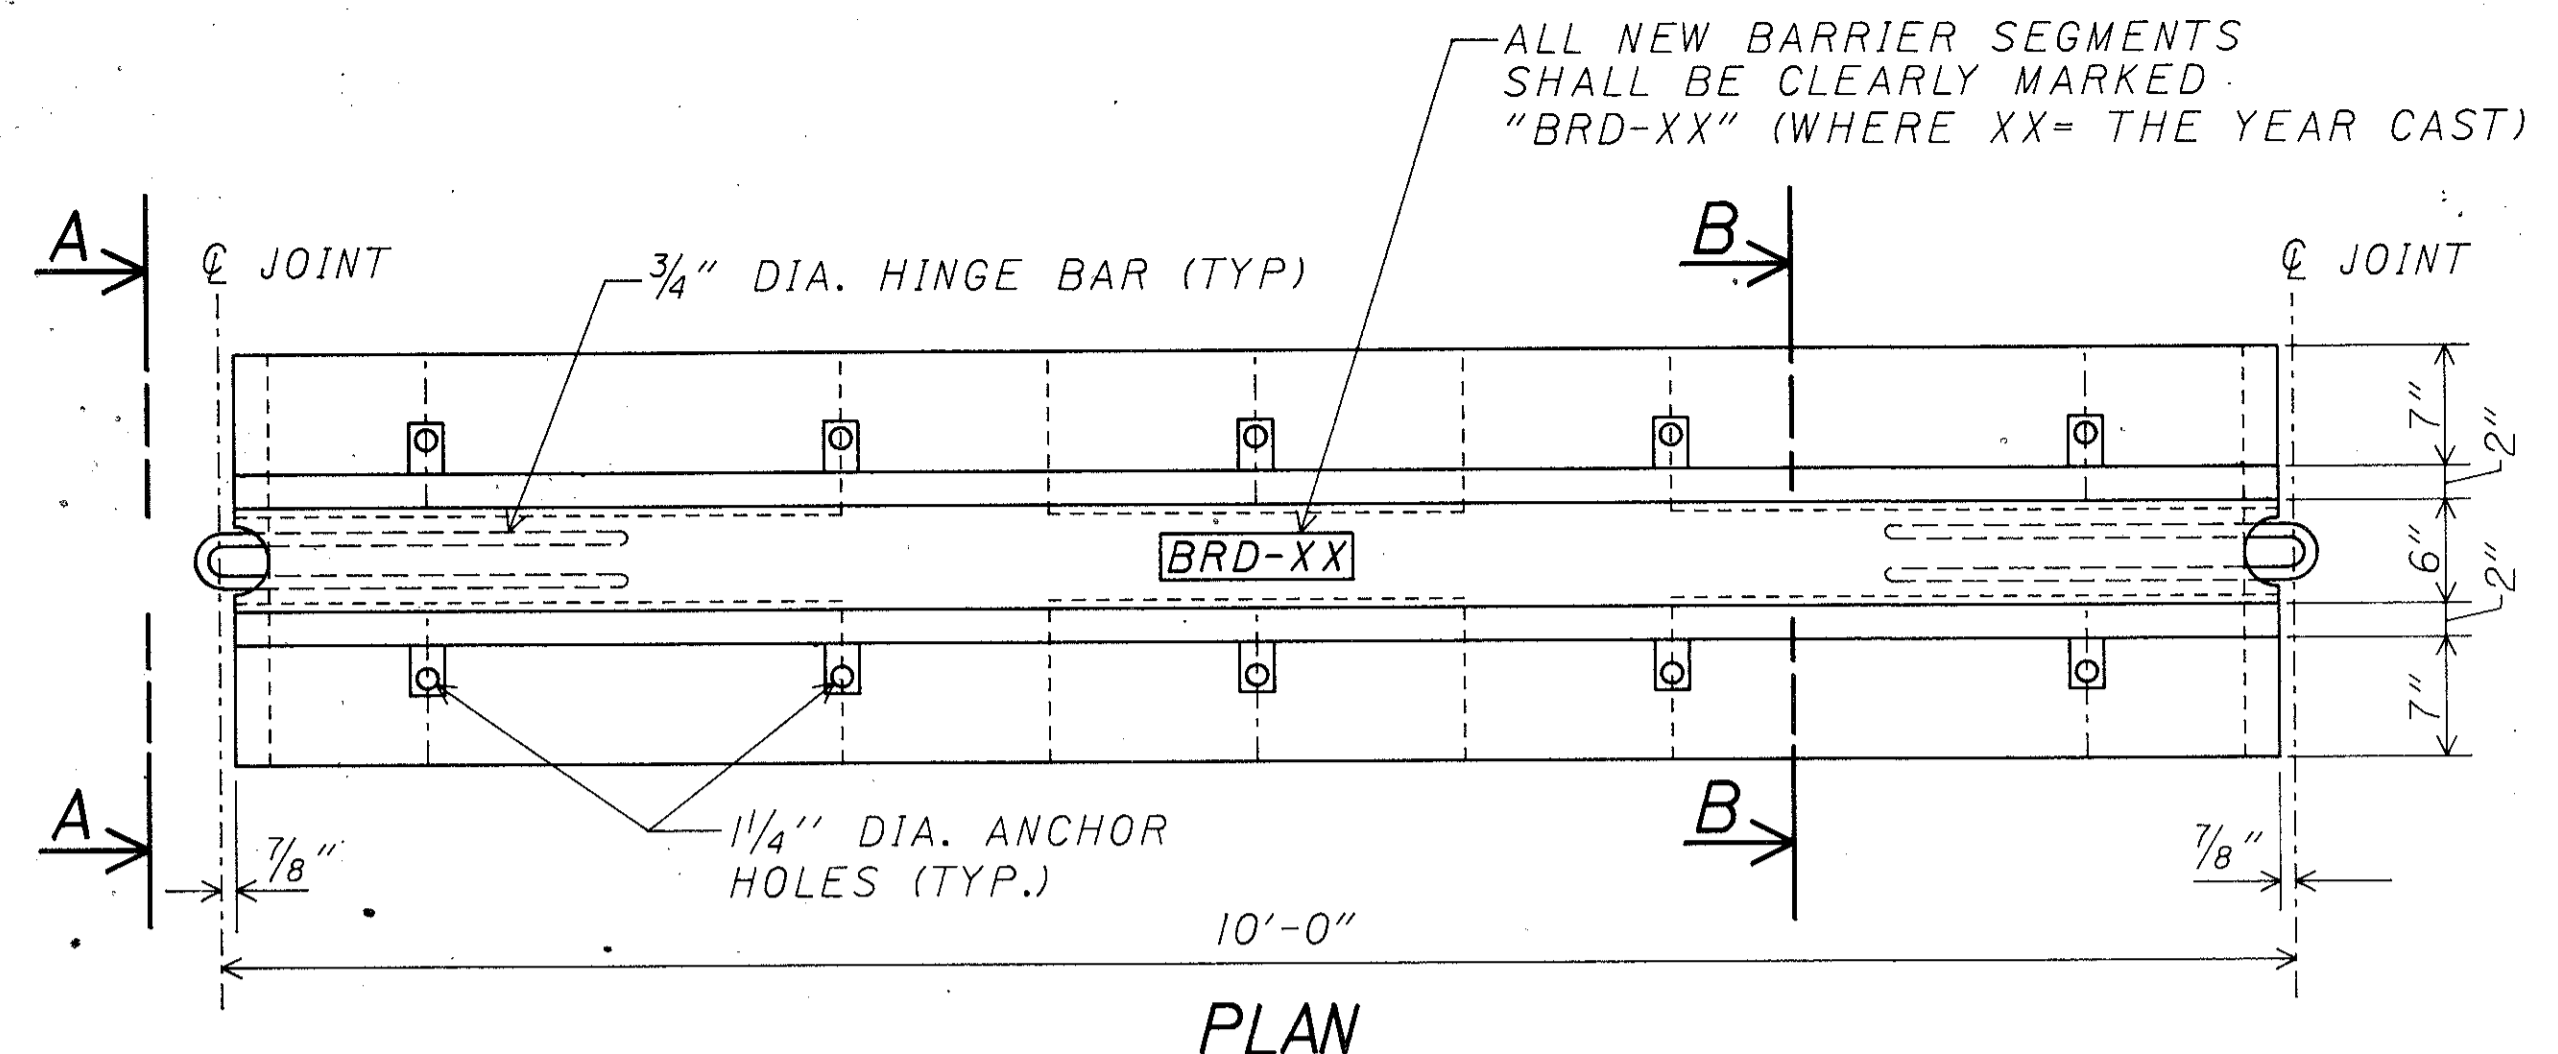 ALL NEW BARRIER SEGMENTS
SHALL BE CLEARLY MARKED
"BRD-XX" (WHERE XX= THE YEAR CAST)
A
B
℄ JOINT
3/4" DIA. HINGE BAR (TYP)
℄ JOINT
7"
2"
6"
2"
7"
BRD-XX
A
B
7/8"
1 1/4" DIA. ANCHOR
HOLES (TYP.)
7/8"
10'-0"
PLAN